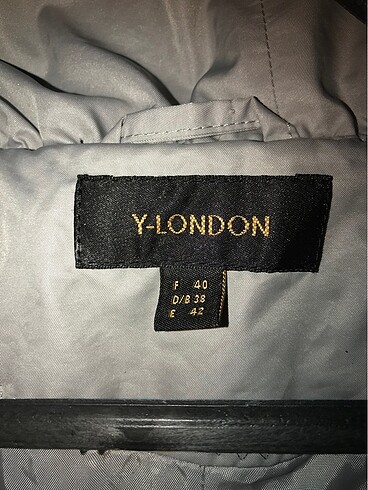 Y-LONDON
F 40
D/B 38
E 42